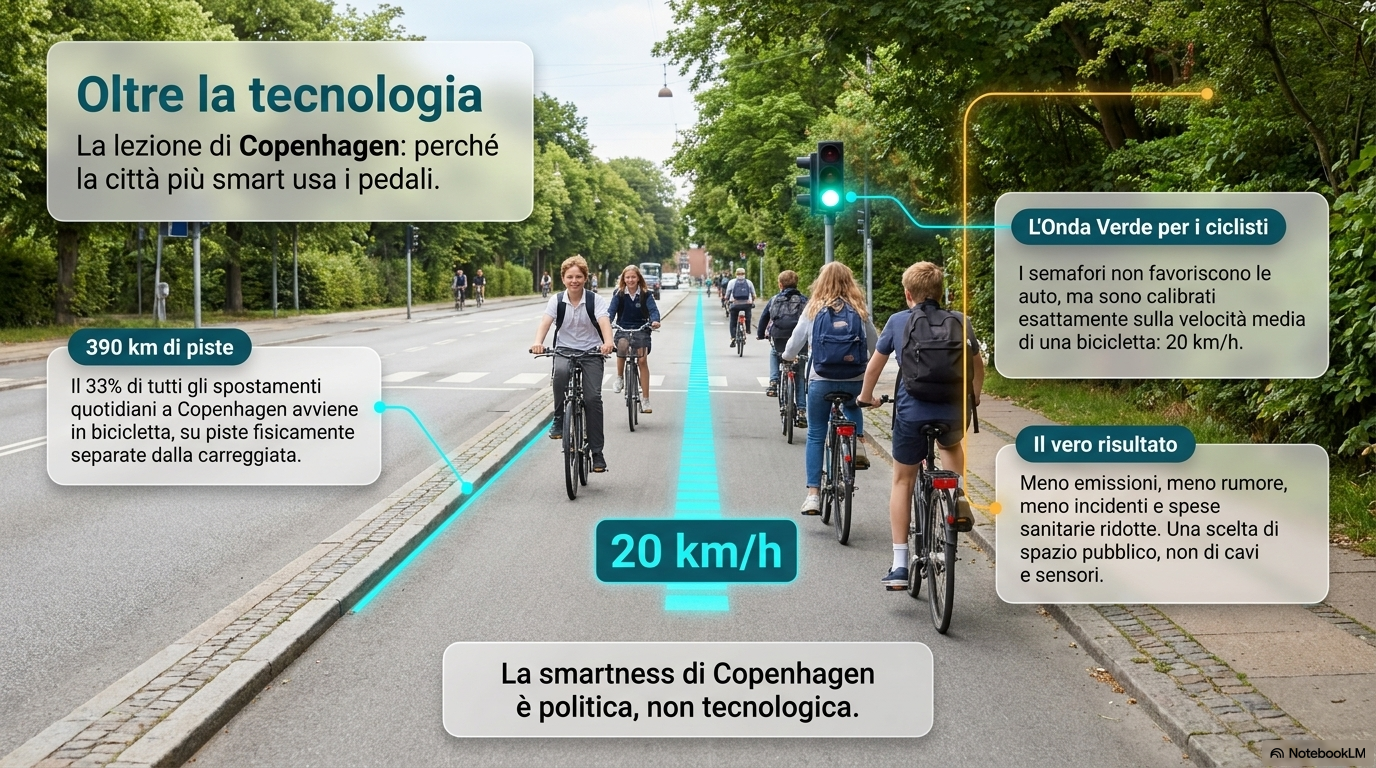 Oltre la tecnologia
La lezione di Copenhagen: perché
la città più smart usa i pedali.
390 km di piste
Il 33% di tutti gli spostamenti
quotidiani a Copenhagen avviene
in bicicletta, su piste fisicamente
separate dalla carreggiata.
L'Onda Verde per i ciclisti
I semafori non favoriscono le
auto, ma sono calibrati
esattamente sulla velocità media
di una bicicletta: 20 km/h.
Il vero risultato
Meno emissioni, meno rumore,
meno incidenti e spese
sanitarie ridotte. Una scelta di
spazio pubblico, non di cavi
e sensori.
20 km/h
La smartness di Copenhagen
è politica, non tecnologica.
NotebookLM